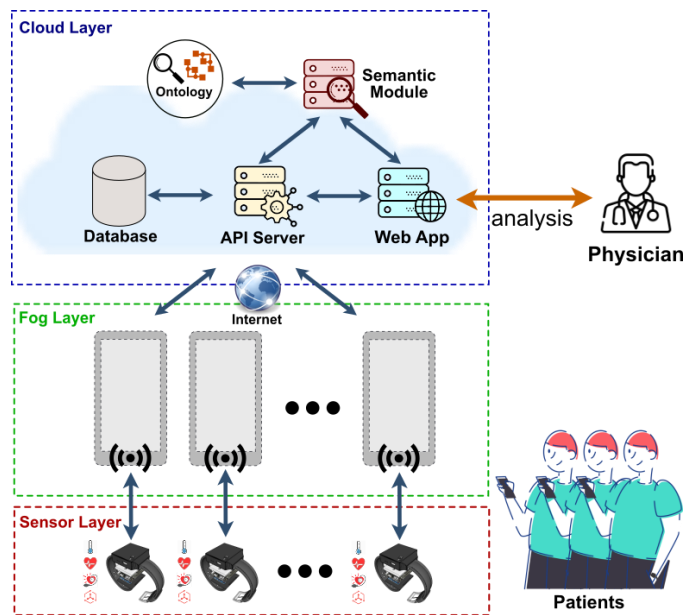 Cloud Layer
Ontology
Semantic
Module
Database
API Server
Web App
analysis
Physician
Internet
Fog Layer
Sensor Layer
Patients